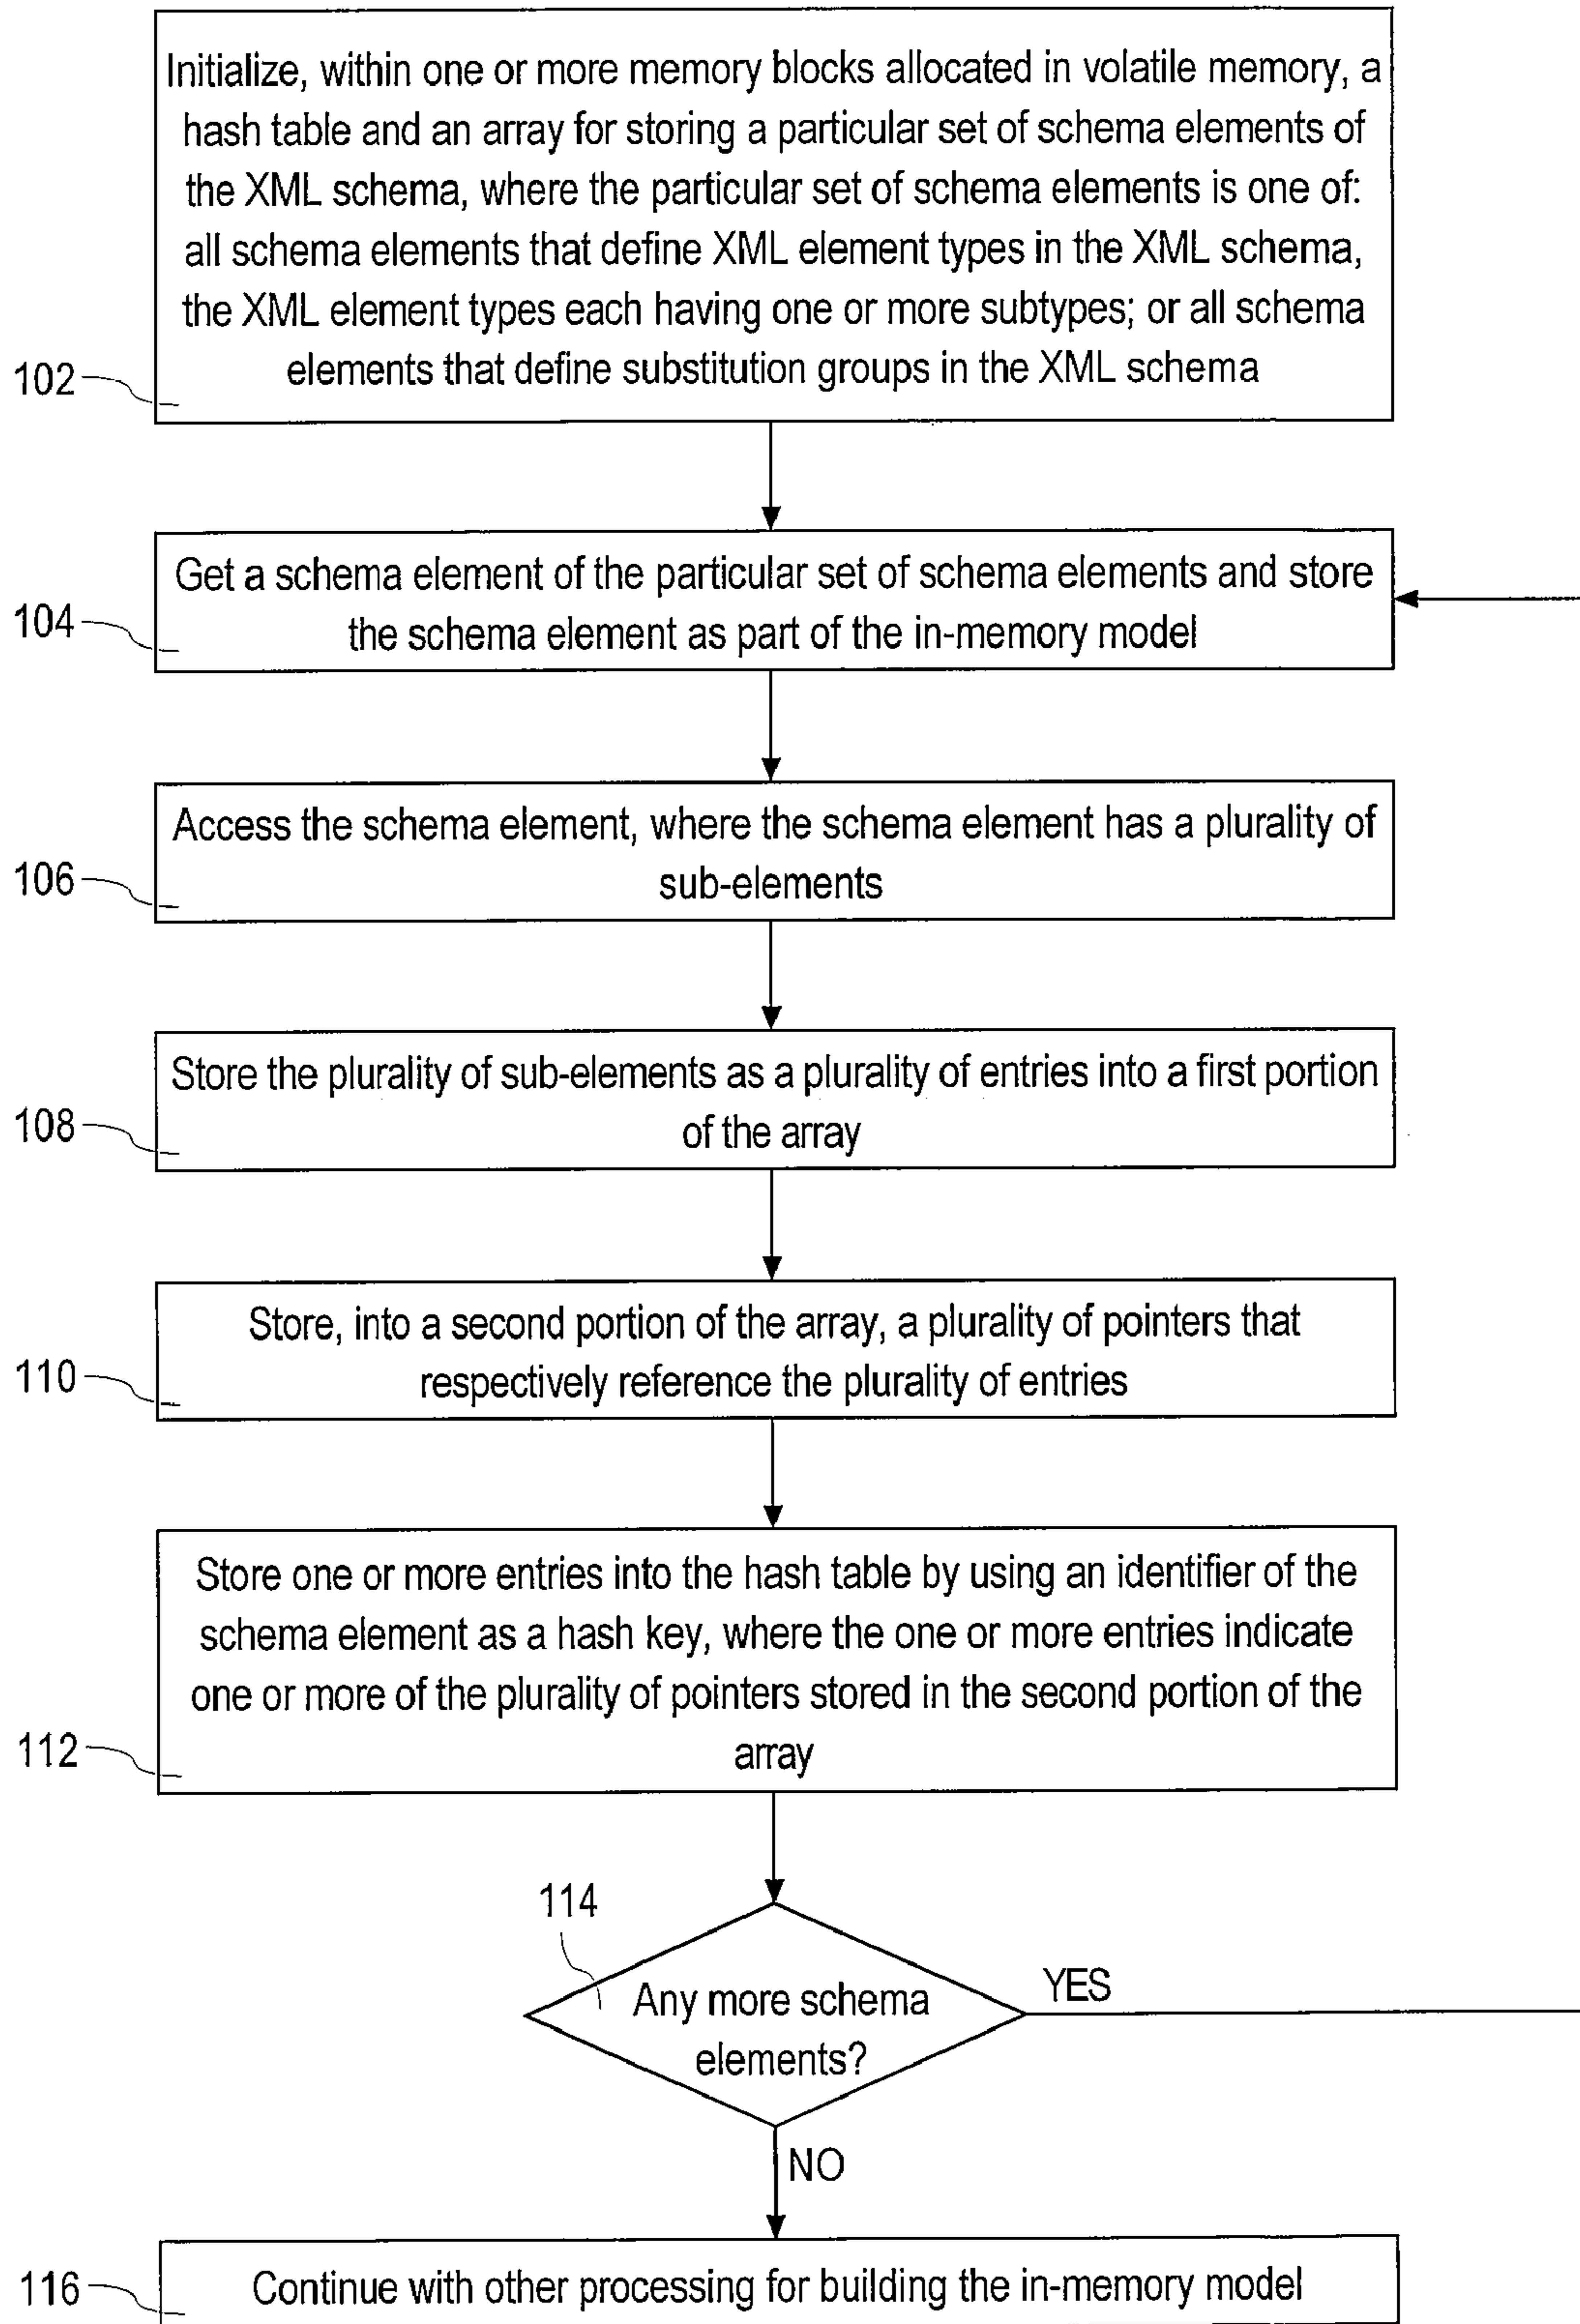 Initialize, within one or more memory blocks allocated in volatile memory, a
hash table and an array for storing a particular set of schema elements of
the XML schema, where the particular set of schema elements is one of:
all schema elements that define XML element types in the XML schema,
the XML element types each having one or more subtypes; or all schema
elements that define substitution groups in the XML schema
102
Get a schema element of the particular set of schema elements and store
the schema element as part of the in-memory model
104
Access the schema element, where the schema element has a plurality of
sub-elements
106
Store the plurality of sub-elements as a plurality of entries into a first portion
of the array
108
Store, into a second portion of the array, a plurality of pointers that
respectively reference the plurality of entries
110
Store one or more entries into the hash table by using an identifier of the
schema element as a hash key, where the one or more entries indicate
one or more of the plurality of pointers stored in the second portion of the
array
112
114
Any more schema
elements?
YES
NO
Continue with other processing for building the in-memory model
116